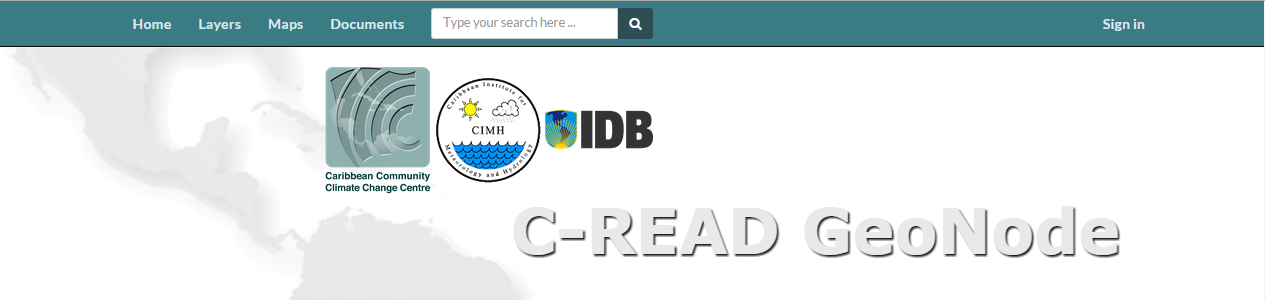 Home Layers Maps Documents Type your search here ... Sign in
Caribbean Institute for
CIMH
Meteorology and Hydrology
IDB
Caribbean Community
Climate Change Centre
C-READ GeoNode